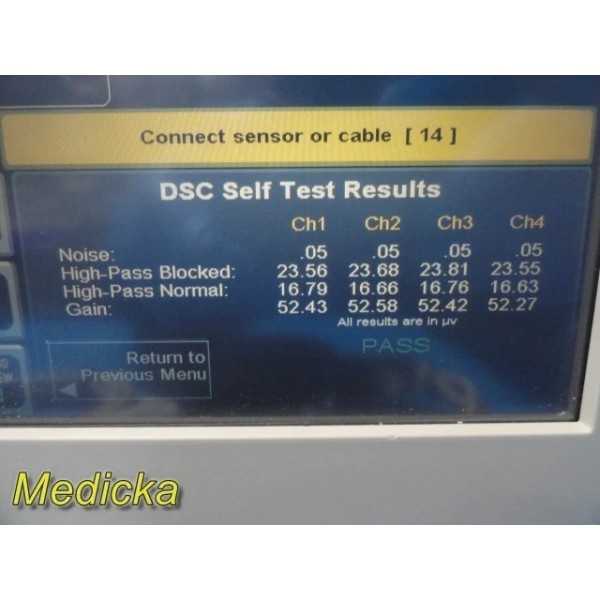 Connect sensor or cable [ 14 ]
DSC Self Test Results
Ch1 Ch2 Ch3 Ch4
Noise: .05 .05 .05 .05
High-Pass Blocked: 23.56 23.68 23.81 23.55
High-Pass Normal: 16.79 16.66 16.76 16.63
Gain: 52.43 52.58 52.42 52.27
All results are in µv
PASS
Return to
Previous Menu
Medicka